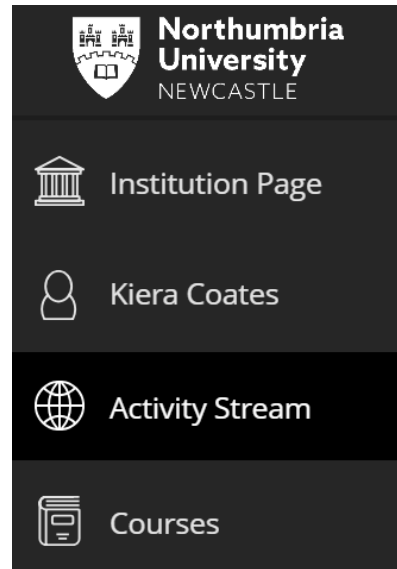 Northumbria
University
NEWCASTLE
Institution Page
Kiera Coates
Activity Stream
Courses